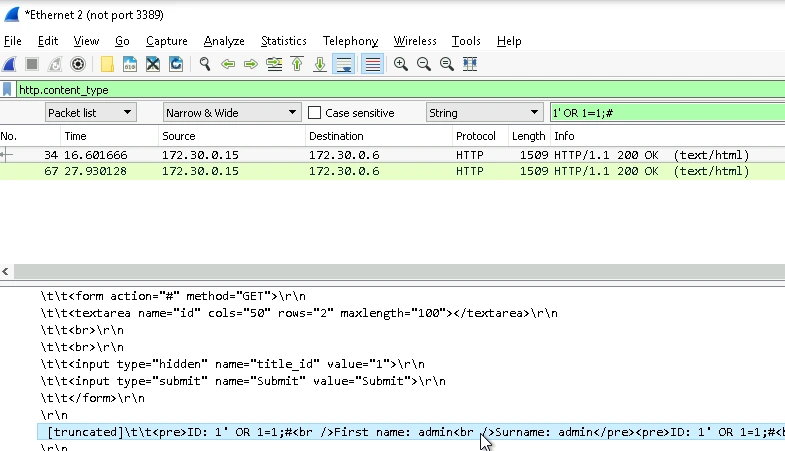 *Ethernet 2 (not port 3389)
File Edit View Go Capture Analyze Statistics Telephony Wireless Tools Help
http.content_type
Packet list Narrow & Wide Case sensitive String 1' OR 1=1;#
No. Time Source Destination Protocol Length Info
34 16.601666 172.30.0.15 172.30.0.6 HTTP 1509 HTTP/1.1 200 OK (text/html)
67 27.930128 172.30.0.15 172.30.0.6 HTTP 1509 HTTP/1.1 200 OK (text/html)
\t\t<form action="#" method="GET">\r\n
\t\t<textarea name="id" cols="50" rows="2" maxlength="100"></textarea>\r\n
\t\t<br>\r\n
\t\t<br>\r\n
\t\t<input type="hidden" name="title_id" value="1">\r\n
\t\t<input type="submit" name="Submit" value="Submit">\r\n
\t\t</form>\r\n
\r\n
[truncated]\t\t<pre>ID: 1' OR 1=1;#<br />First name: admin<br />Surname: admin</pre><pre>ID: 1' OR 1=1;#<b
\r\n